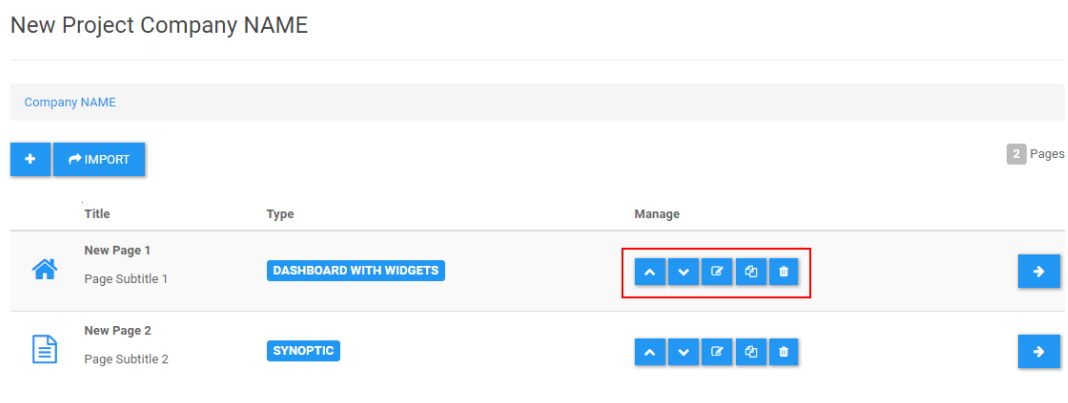 New Project Company NAME
Company NAME
IMPORT
2 Pages
Title Type Manage
New Page 1
Page Subtitle 1
DASHBOARD WITH WIDGETS
New Page 2
Page Subtitle 2
SYNOPTIC